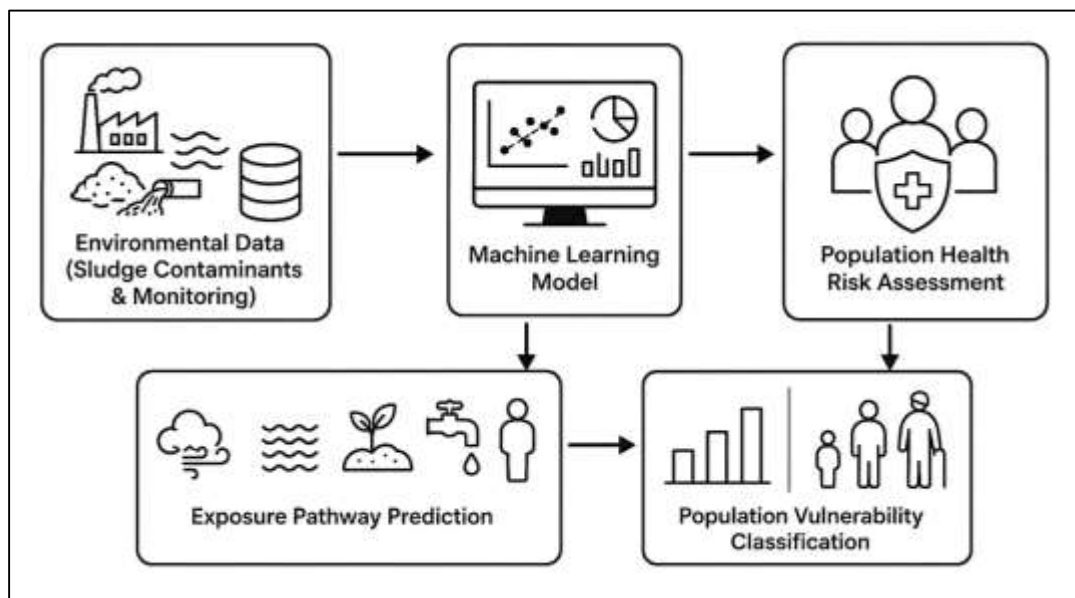 Environmental Data
(Sludge Contaminants
& Monitoring)
Machine Learning
Model
Population Health
Risk Assessment
Exposure Pathway Prediction
Population Vulnerability
Classification